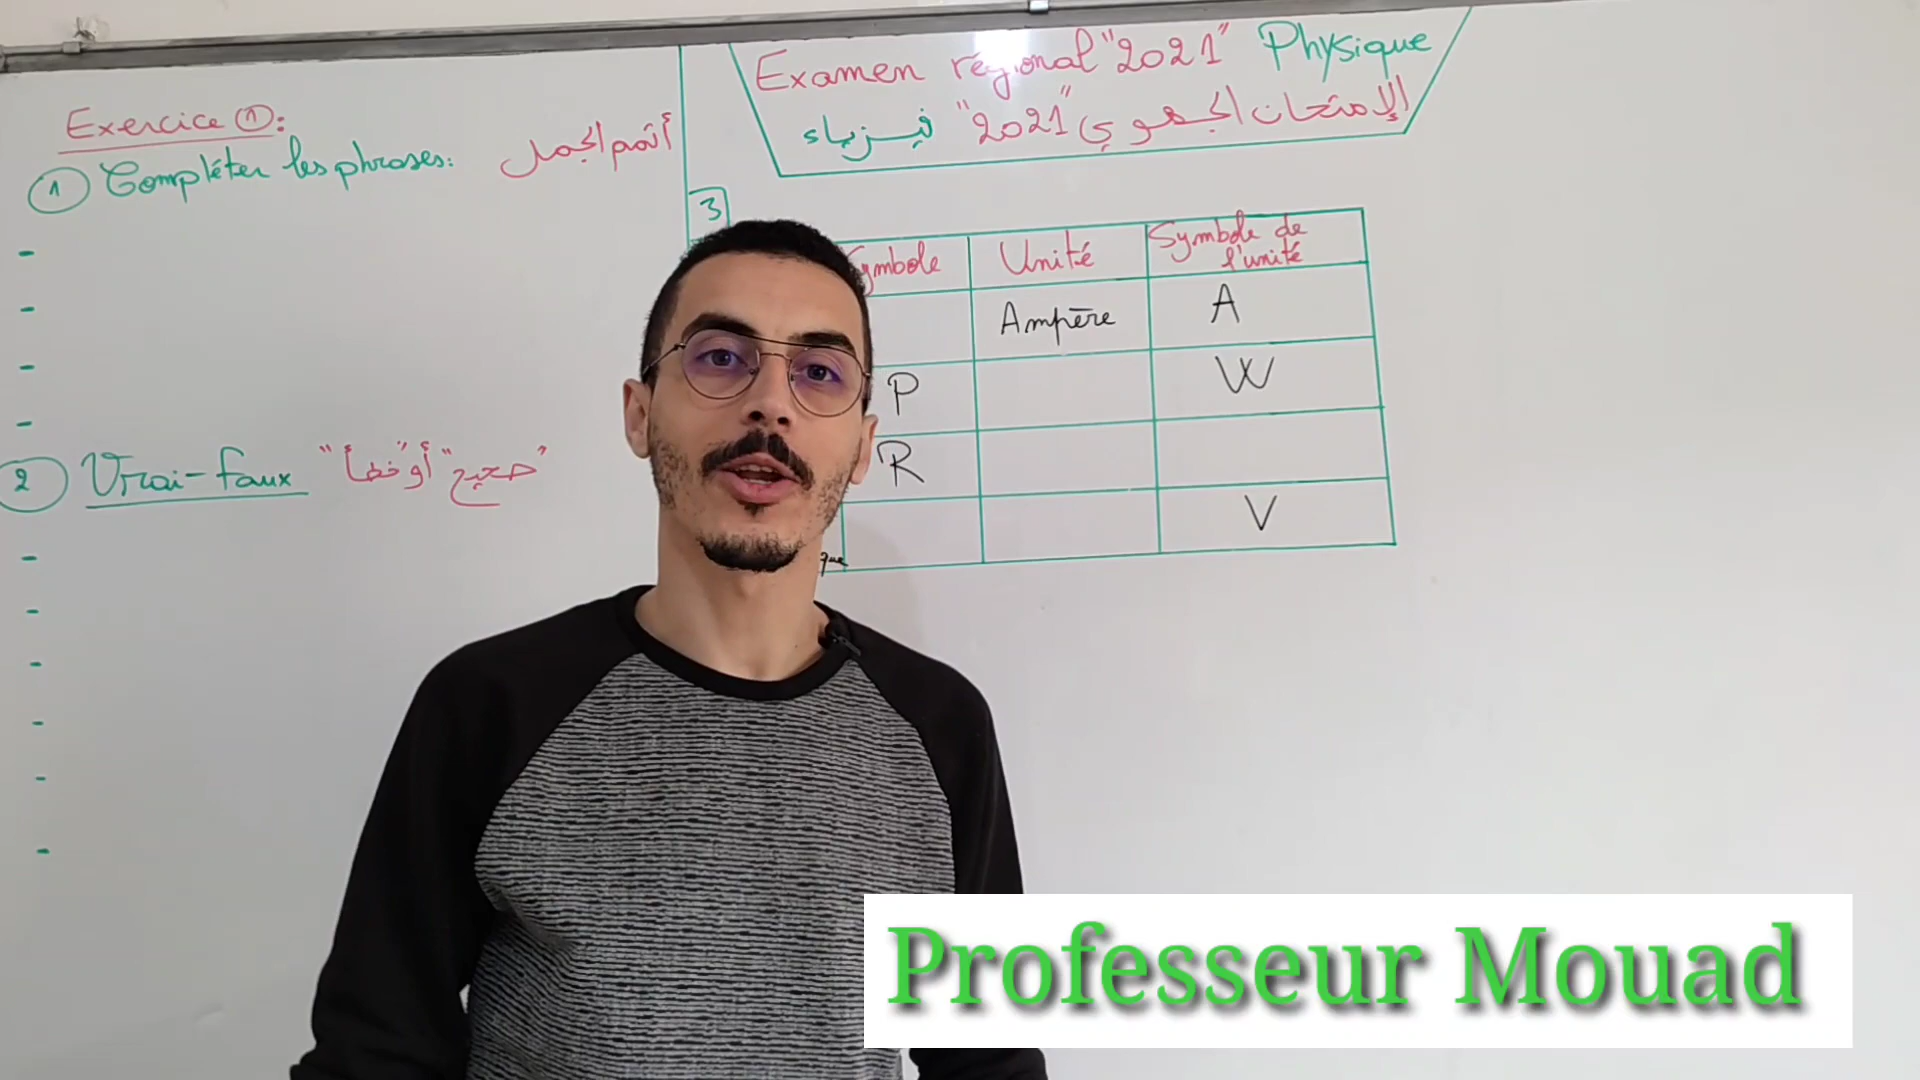 Examen régional "2021" Physique
الإمتحان الجهوي "2021" فيزياء
Exercice ①:
① Compléter les phrases: أتمم الجمل
② Vrai-faux "صحيح" أو "خطأ"
3
Symbole Unité Symbole de l'unité
Ampère A
P W
R
V
que
Professeur Mouad